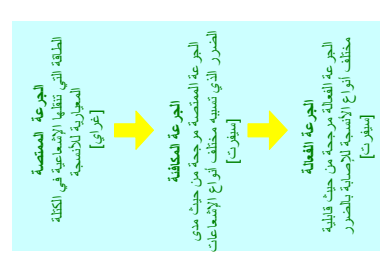 الجرعة الممتصة
الطاقة التي تنقلها الإشعاعية في الكتلة
المعيارية للأنسجة
[غراي]
الجرعة المكافئة
الجرعة الممتصة مرجحة من حيث مدى
الضرر الذي تسببه مختلف أنواع الإشعاعات
[سيفرت]
الجرعة الفعالة
الجرعة الفعالة مرجحة من حيث قابلية
مختلف أنواع الأنسجة للإصابة بالضرر
[سيفرت]